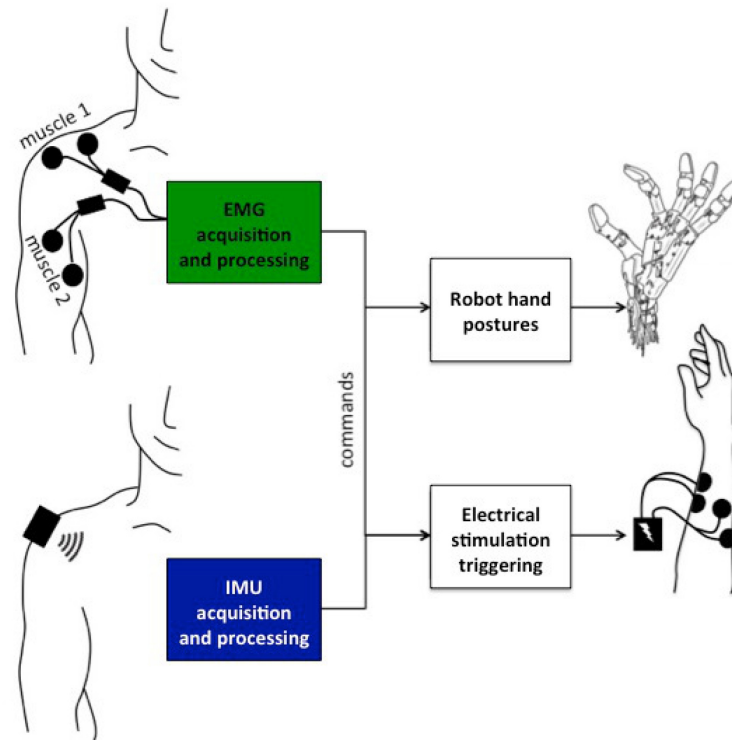 muscle 1
muscle 2
EMG
acquisition
and processing
Robot hand
postures
commands
Electrical
stimulation
triggering
IMU
acquisition
and processing